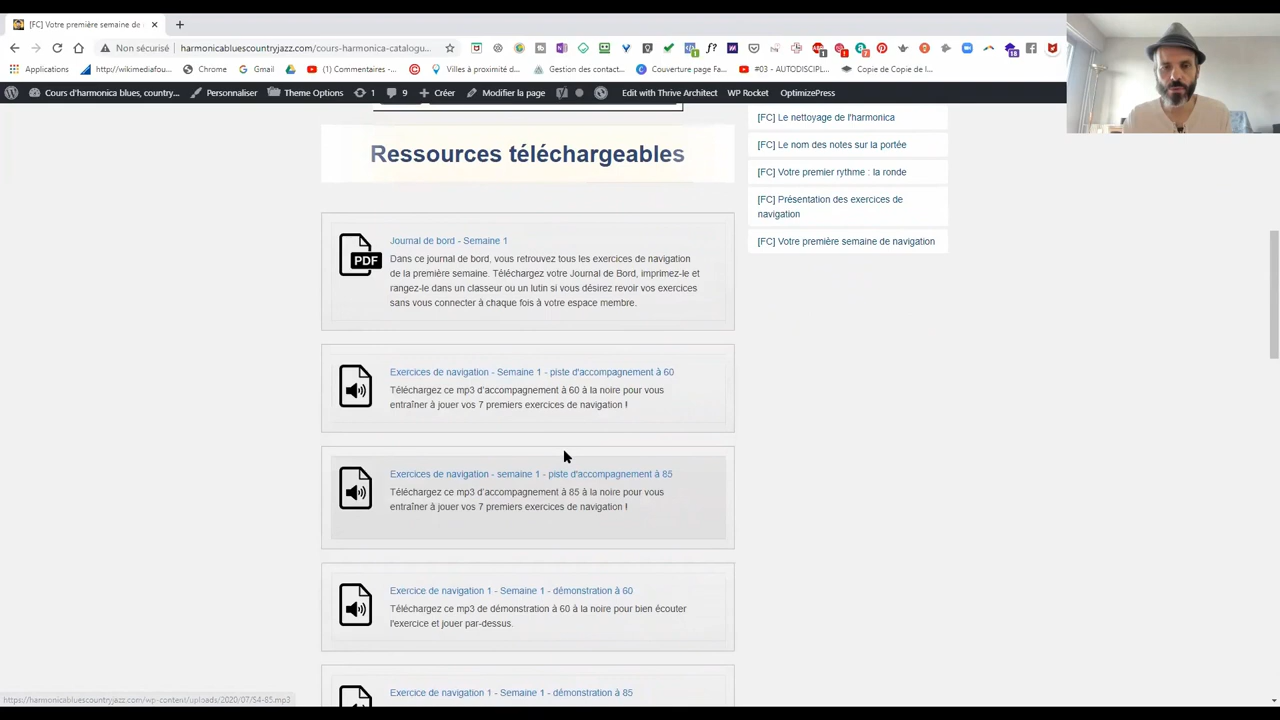 [FC] Votre première semaine de
Non sécurisé
harmonicabluescountryjazz.com/cours-harmonica-catalogu...
Applications
http://wikimediafou...
Chrome
Gmail
(1) Commentaires -...
Villes à proximité d...
Gestion des contact...
Couverture page Fa...
#03 - AUTODISCIPL...
Copie de Copie de l...
Cours d'harmonica blues, country...
Personnaliser
Theme Options
1
9
Créer
Modifier la page
Edit with Thrive Architect
WP Rocket
OptimizePress
Ressources téléchargeables
Journal de bord - Semaine 1
PDF
Dans ce journal de bord, vous retrouvez tous les exercices de navigation
de la première semaine. Téléchargez votre Journal de Bord, imprimez-le et
rangez-le dans un classeur ou un lutin si vous désirez revoir vos exercices
sans vous connecter à chaque fois à votre espace membre.
Exercices de navigation - Semaine 1 - piste d'accompagnement à 60
Téléchargez ce mp3 d'accompagnement à 60 à la noire pour vous
entraîner à jouer vos 7 premiers exercices de navigation !
Exercices de navigation - semaine 1 - piste d'accompagnement à 85
Téléchargez ce mp3 d'accompagnement à 85 à la noire pour vous
entraîner à jouer vos 7 premiers exercices de navigation !
Exercice de navigation 1 - Semaine 1 - démonstration à 60
Téléchargez ce mp3 de démonstration à 60 à la noire pour bien écouter
l'exercice et jouer par-dessus.
Exercice de navigation 1 - Semaine 1 - démonstration à 85
[FC] Le nettoyage de l'harmonica
[FC] Le nom des notes sur la portée
[FC] Votre premier rythme : la ronde
[FC] Présentation des exercices de
navigation
[FC] Votre première semaine de navigation
https://harmonicabluescountryjazz.com/wp-content/uploads/2020/07/S4-85.mp3